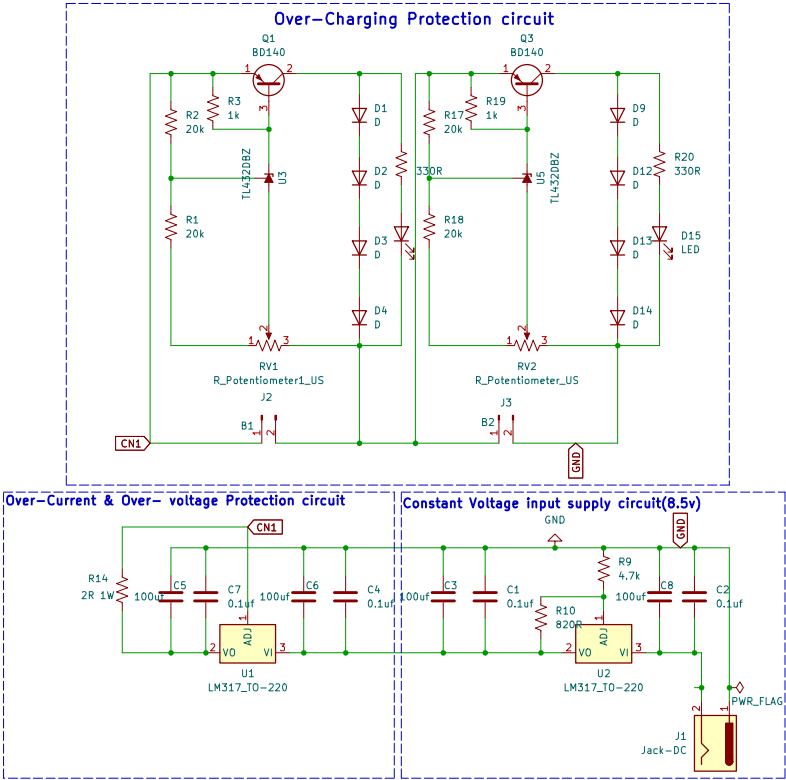 Over-Charging Protection circuit
Q1
BD140
Q3
BD140
1
2
3
1
2
3
R2
20k
R3
1k
D1
D
R17
20k
R19
1k
D9
D
TL432DBZ
U3
D2
D
330R
TL432DBZ
U5
D12
D
R20
330R
R1
20k
D3
D
R18
20k
D13
D
D15
LED
D4
D
D14
D
1
2
3
1
2
3
RV1
R_Potentiometer1_US
RV2
R_Potentiometer_US
J2
J3
B1
1
2
B2
1
2
CN1
GND
Over-Current & Over- voltage Protection circuit
Constant Voltage input supply circuit(8.5v)
CN1
GND
GND
R14
2R 1W
C5
100uf
C7
0.1uf
C6
100uf
C4
0.1uf
C3
100uf
C1
0.1uf
R9
4.7k
R10
820R
C8
100uf
C2
0.1uf
1
ADJ
2
VO
VI
3
U1
LM317_TO-220
1
ADJ
2
VO
VI
3
U2
LM317_TO-220
PWR_FLAG
2
1
J1
Jack-DC